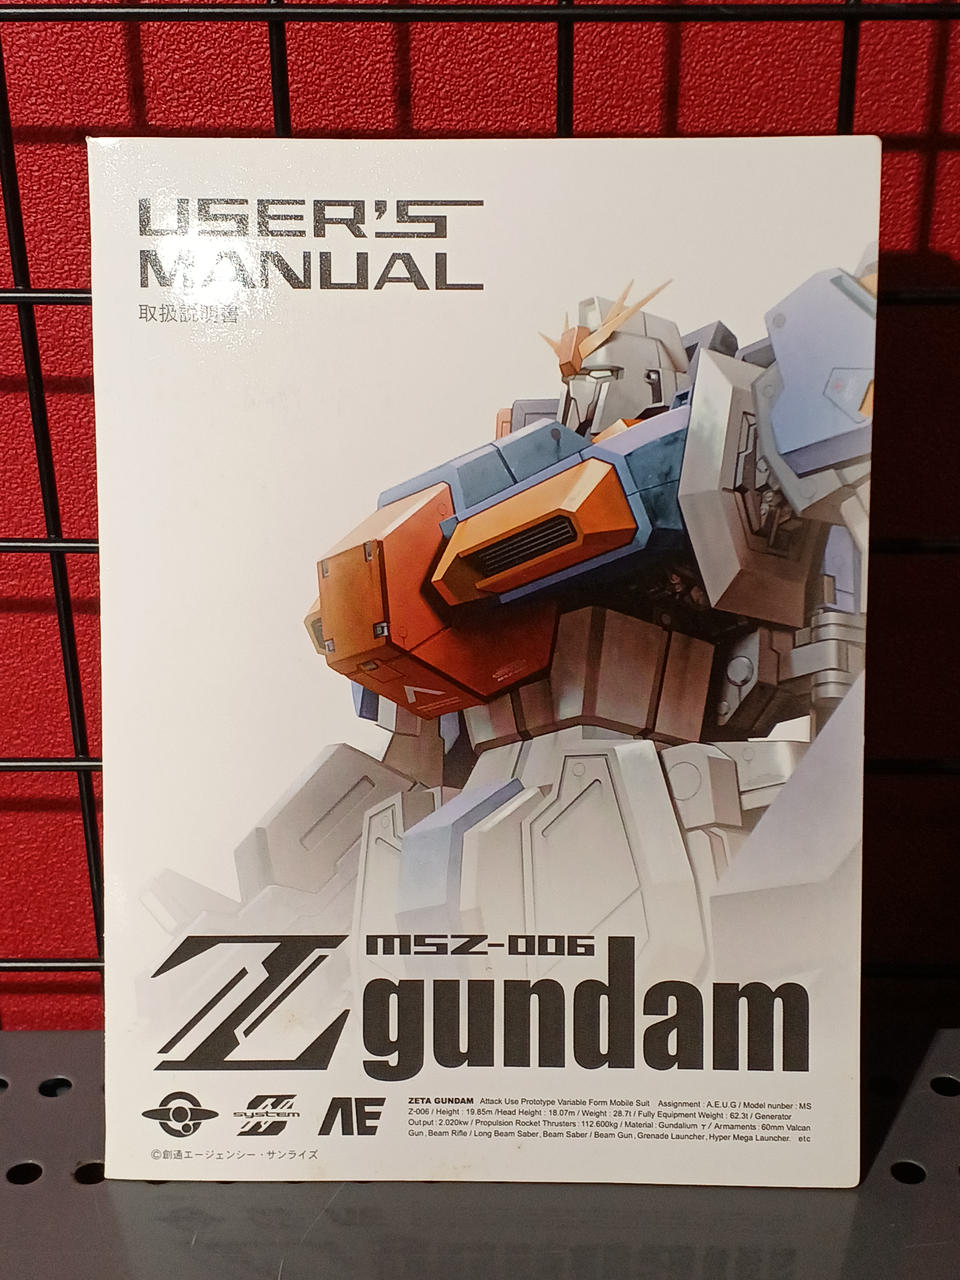 USER'S
MANUAL
取扱説明書
MSZ-006
Z gundam
system
AE
ZETA GUNDAM Attack Use Prototype Variable Form Mobile Suit Assignment : A.E.U.G / Model nunber : MS
Z-006 / Height : 19.85m /Head Height : 18.07m / Weight : 28.7t / Fully Equipment Weight : 62.3t / Generator
Output : 2.020kw / Propulsion Rocket Thrusters : 112.600kg / Material : Gundalium γ / Armaments : 60mm Valcan
Gun , Beam Rifle / Long Beam Saber, Beam Saber / Beam Gun, Grenade Launcher, Hyper Mega Launcher. etc
©創通エージェンシー・サンライズ